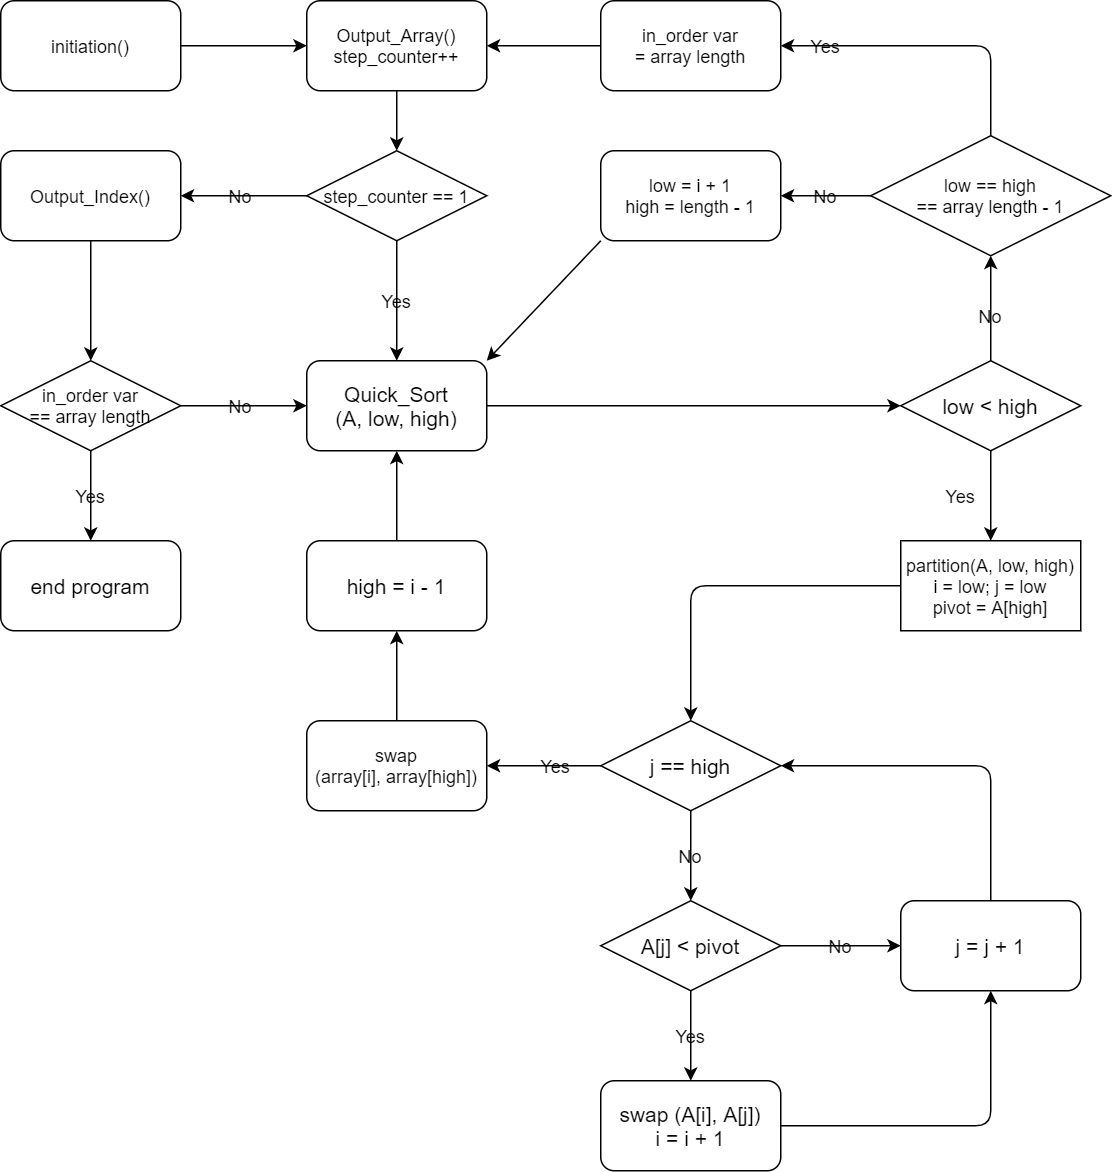 initiation()
Output_Array()
step_counter++
in_order var
= array length
Yes
Output_Index()
No
step_counter == 1
low = i + 1
high = length - 1
No
low == high
== array length - 1
Yes
No
in_order var
== array length
No
Quick_Sort
(A, low, high)
low < high
Yes
Yes
end program
high = i - 1
partition(A, low, high)
i = low; j = low
pivot = A[high]
swap
(array[i], array[high])
Yes
j == high
No
A[j] < pivot
No
j = j + 1
Yes
swap (A[i], A[j])
i = i + 1